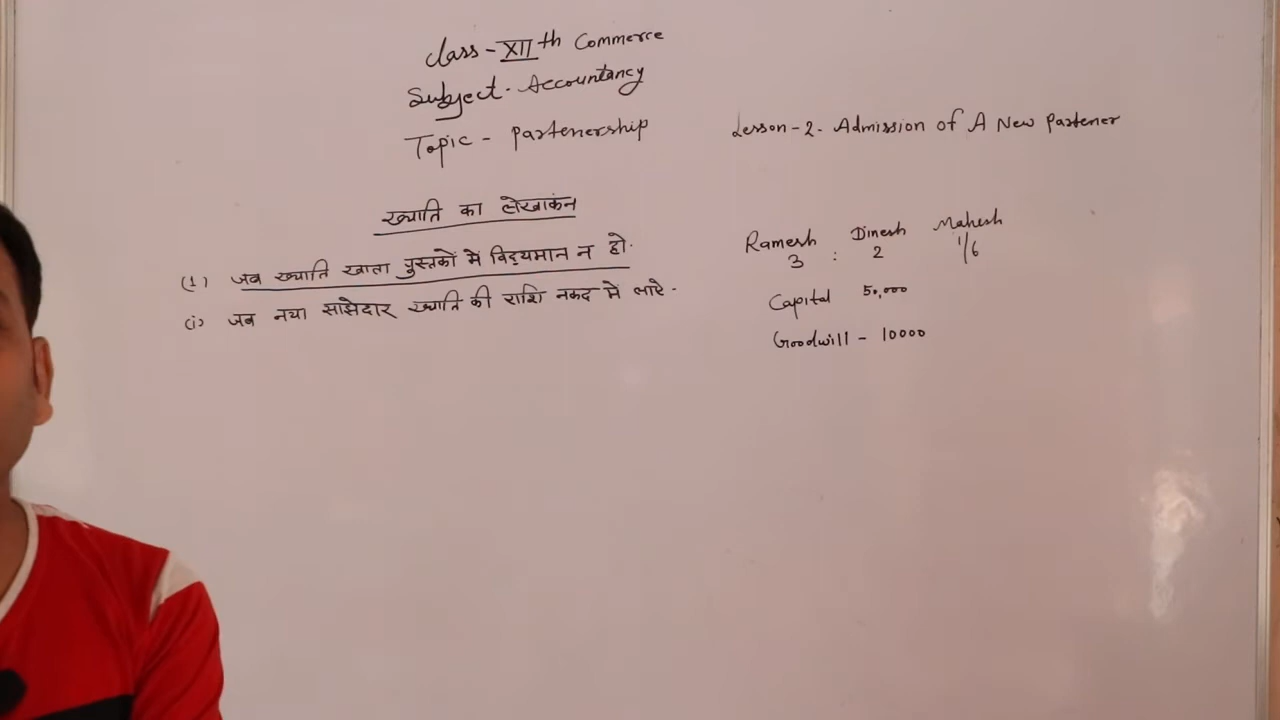 Class - XII th Commerce
Subject - Accountancy
Topic - Partenership
Lesson - 2. Admission of A New Partener
ख्याति का लेखाकंन
(1) जब ख्याति खाता पुस्तकों में विद्यमान न हो.
(i) जब नया साझेदार ख्याति की राशि नकद में लाऐ.
Ramesh Dinesh Mahesh
3 : 2 1/6
Capital 50,000
Goodwill - 10000